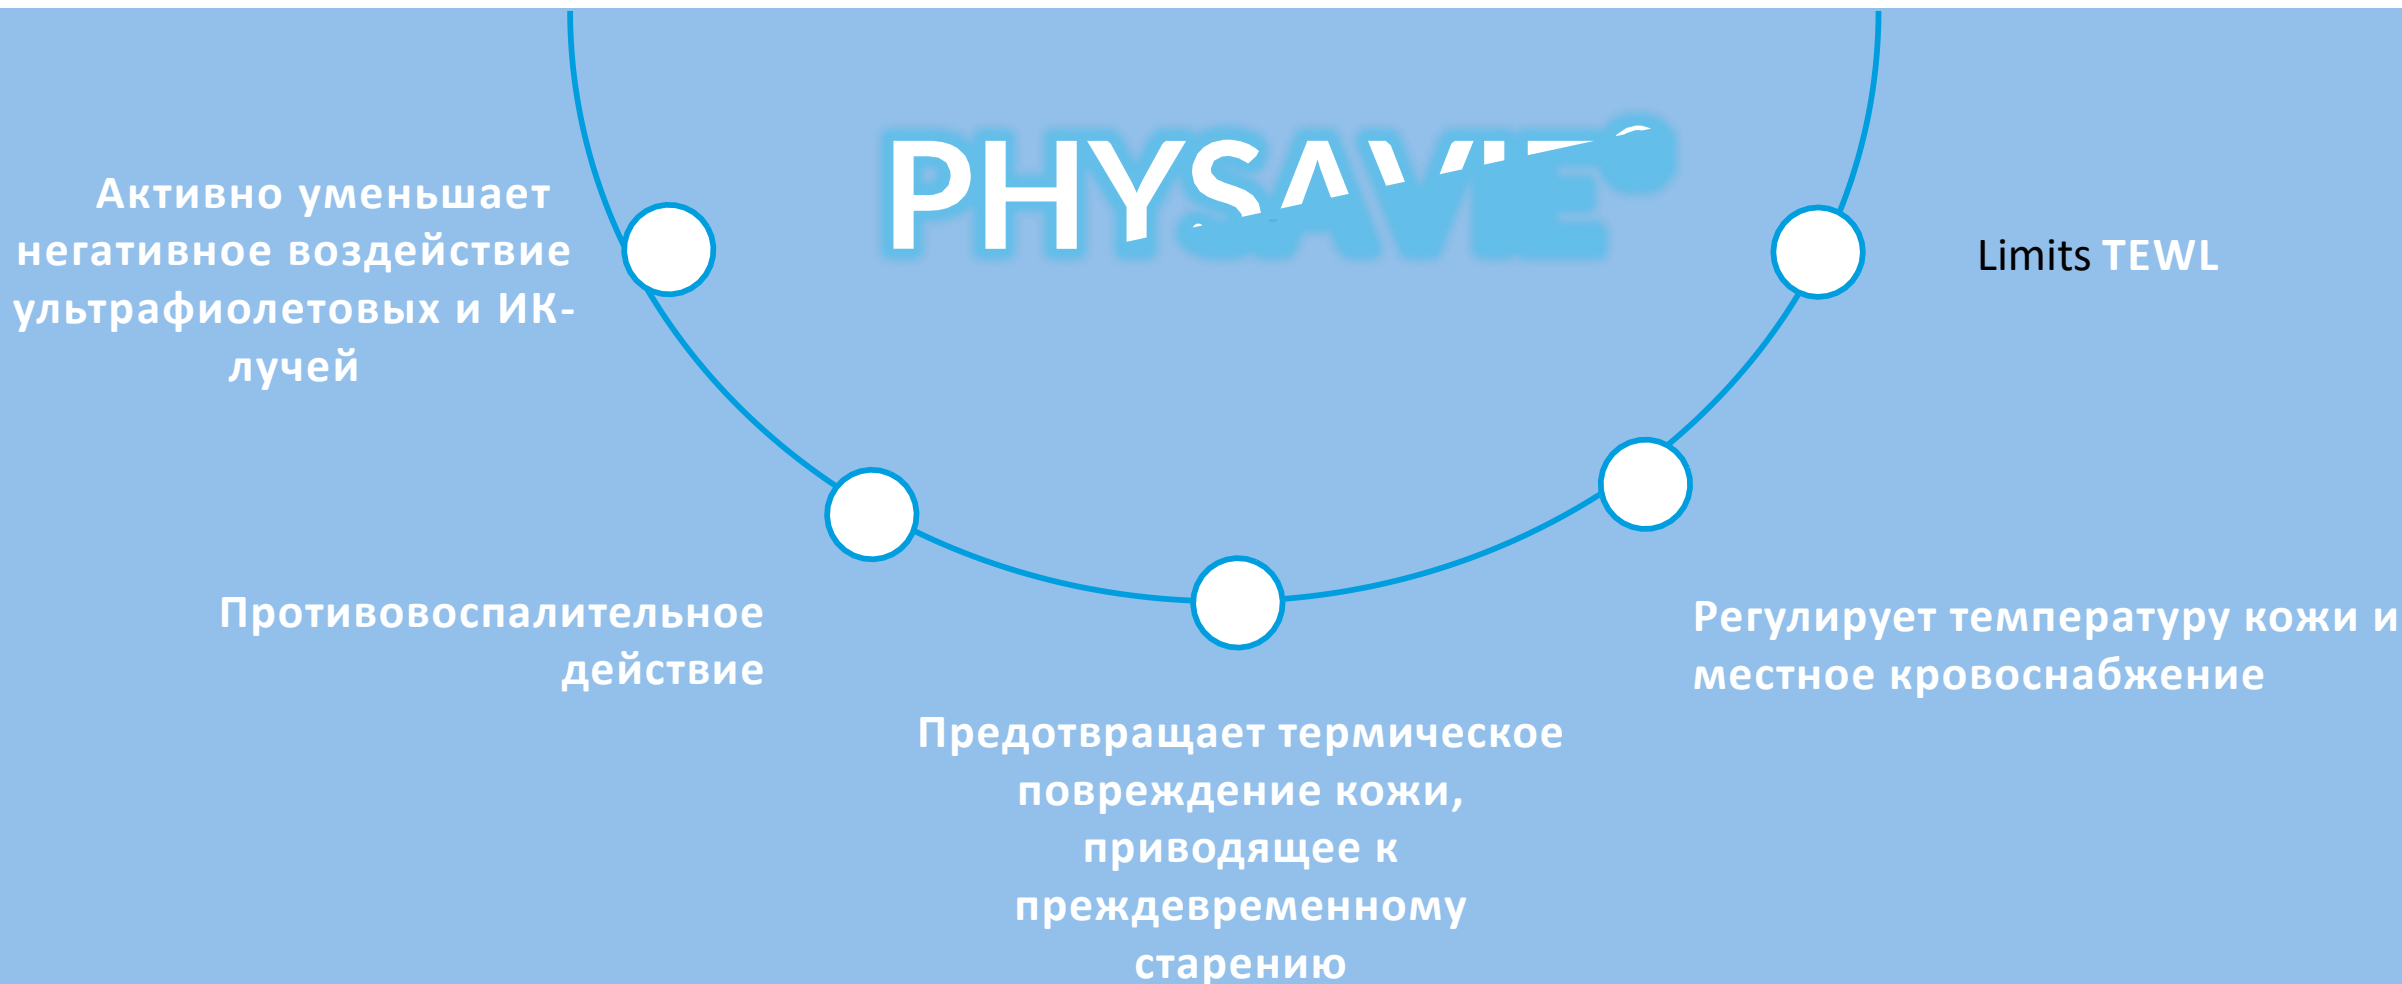 PHYSAVIE®
Активно уменьшает
негативное воздействие
ультрафиолетовых и ИК-
лучей
Limits TEWL
Противовоспалительное
действие
Регулирует температуру кожи и
местное кровоснабжение
Предотвращает термическое
повреждение кожи,
приводящее к
преждевременному
старению